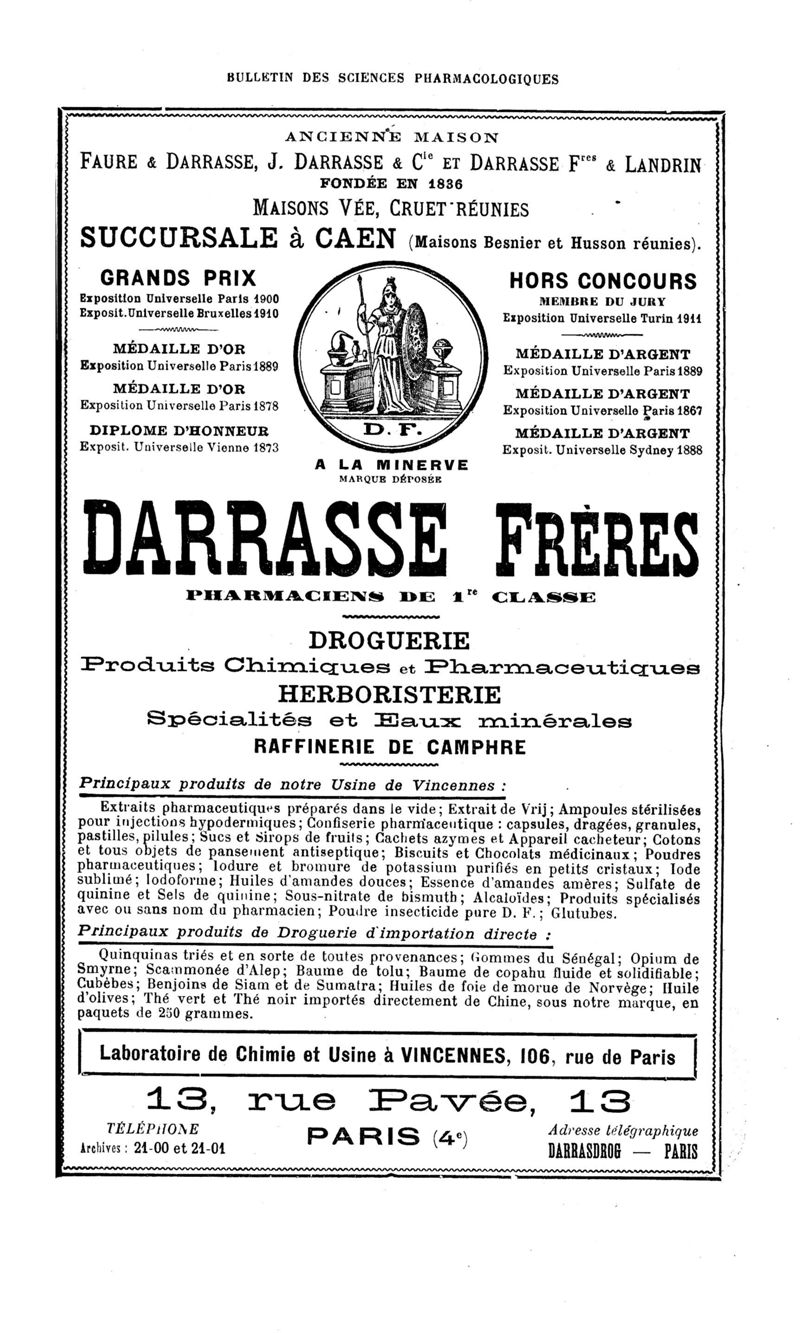 BULLETIN DES SCIENCES PHARMACOLOGIQUES
ANCIENNE MAISON
FAURE & DARRASSE, J. DARRASSE & Cie ET DARRASSE Fres & LANDRIN
FONDÉE EN 1836
MAISONS VÉE, CRUET RÉUNIES
SUCCURSALE à CAEN (Maisons Besnier et Husson réunies).
GRANDS PRIX
Exposition Universelle Paris 1900
Exposit. Universelle Bruxelles 1910
MÉDAILLE D'OR
Exposition Universelle Paris 1889
MÉDAILLE D'OR
Exposition Universelle Paris 1878
DIPLOME D'HONNEUR
Exposit. Universelle Vienne 1873
D. F.
A LA MINERVE
MARQUE DÉPOSÉE
HORS CONCOURS
MEMBRE DU JURY
Exposition Universelle Turin 1911
MÉDAILLE D'ARGENT
Exposition Universelle Paris 1889
MÉDAILLE D'ARGENT
Exposition Universelle Paris 1867
MÉDAILLE D'ARGENT
Exposit. Universelle Sydney 1888
DARRASSE FRÈRES
PHARMACIENS DE 1re CLASSE
DROGUERIE
Produits Chimiques et Pharmaceutiques
HERBORISTERIE
Spécialités et Eaux minérales
RAFFINERIE DE CAMPHRE
Principaux produits de notre Usine de Vincennes :
Extraits pharmaceutiques préparés dans le vide; Extrait de Vrij; Ampoules stérilisées
pour injections hypodermiques; Confiserie pharmaceutique : capsules, dragées, granules,
pastilles, pilules; Sucs et Sirops de fruits; Cachets azymes et Appareil cacheteur; Cotons
et tous objets de pansement antiseptique; Biscuits et Chocolats médicinaux; Poudres
pharmaceutiques; Iodure et bromure de potassium purifiés en petits cristaux; Iode
sublimé; Iodoforme; Huiles d'amandes douces; Essence d'amandes amères; Sulfate de
quinine et Sels de quinine; Sous-nitrate de bismuth; Alcaloïdes; Produits spécialisés
avec ou sans nom du pharmacien; Poudre insecticide pure D. F.; Glutubes.
Principaux produits de Droguerie d'importation directe :
Quinquinas triés et en sorte de toutes provenances; Gommes du Sénégal; Opium de
Smyrne; Scammonée d'Alep; Baume de tolu; Baume de copahu fluide et solidifiable;
Cubèbes; Benjoins de Siam et de Sumatra; Huiles de foie de morue de Norvège; Huile
d'olives; Thé vert et Thé noir importés directement de Chine, sous notre marque, en
paquets de 250 grammes.
Laboratoire de Chimie et Usine à VINCENNES, 106, rue de Paris
13, rue Pavée, 13
TÉLÉPHONE
Archives : 21-00 et 21-01
PARIS (4e)
Adresse télégraphique
DARRASDROG — PARIS